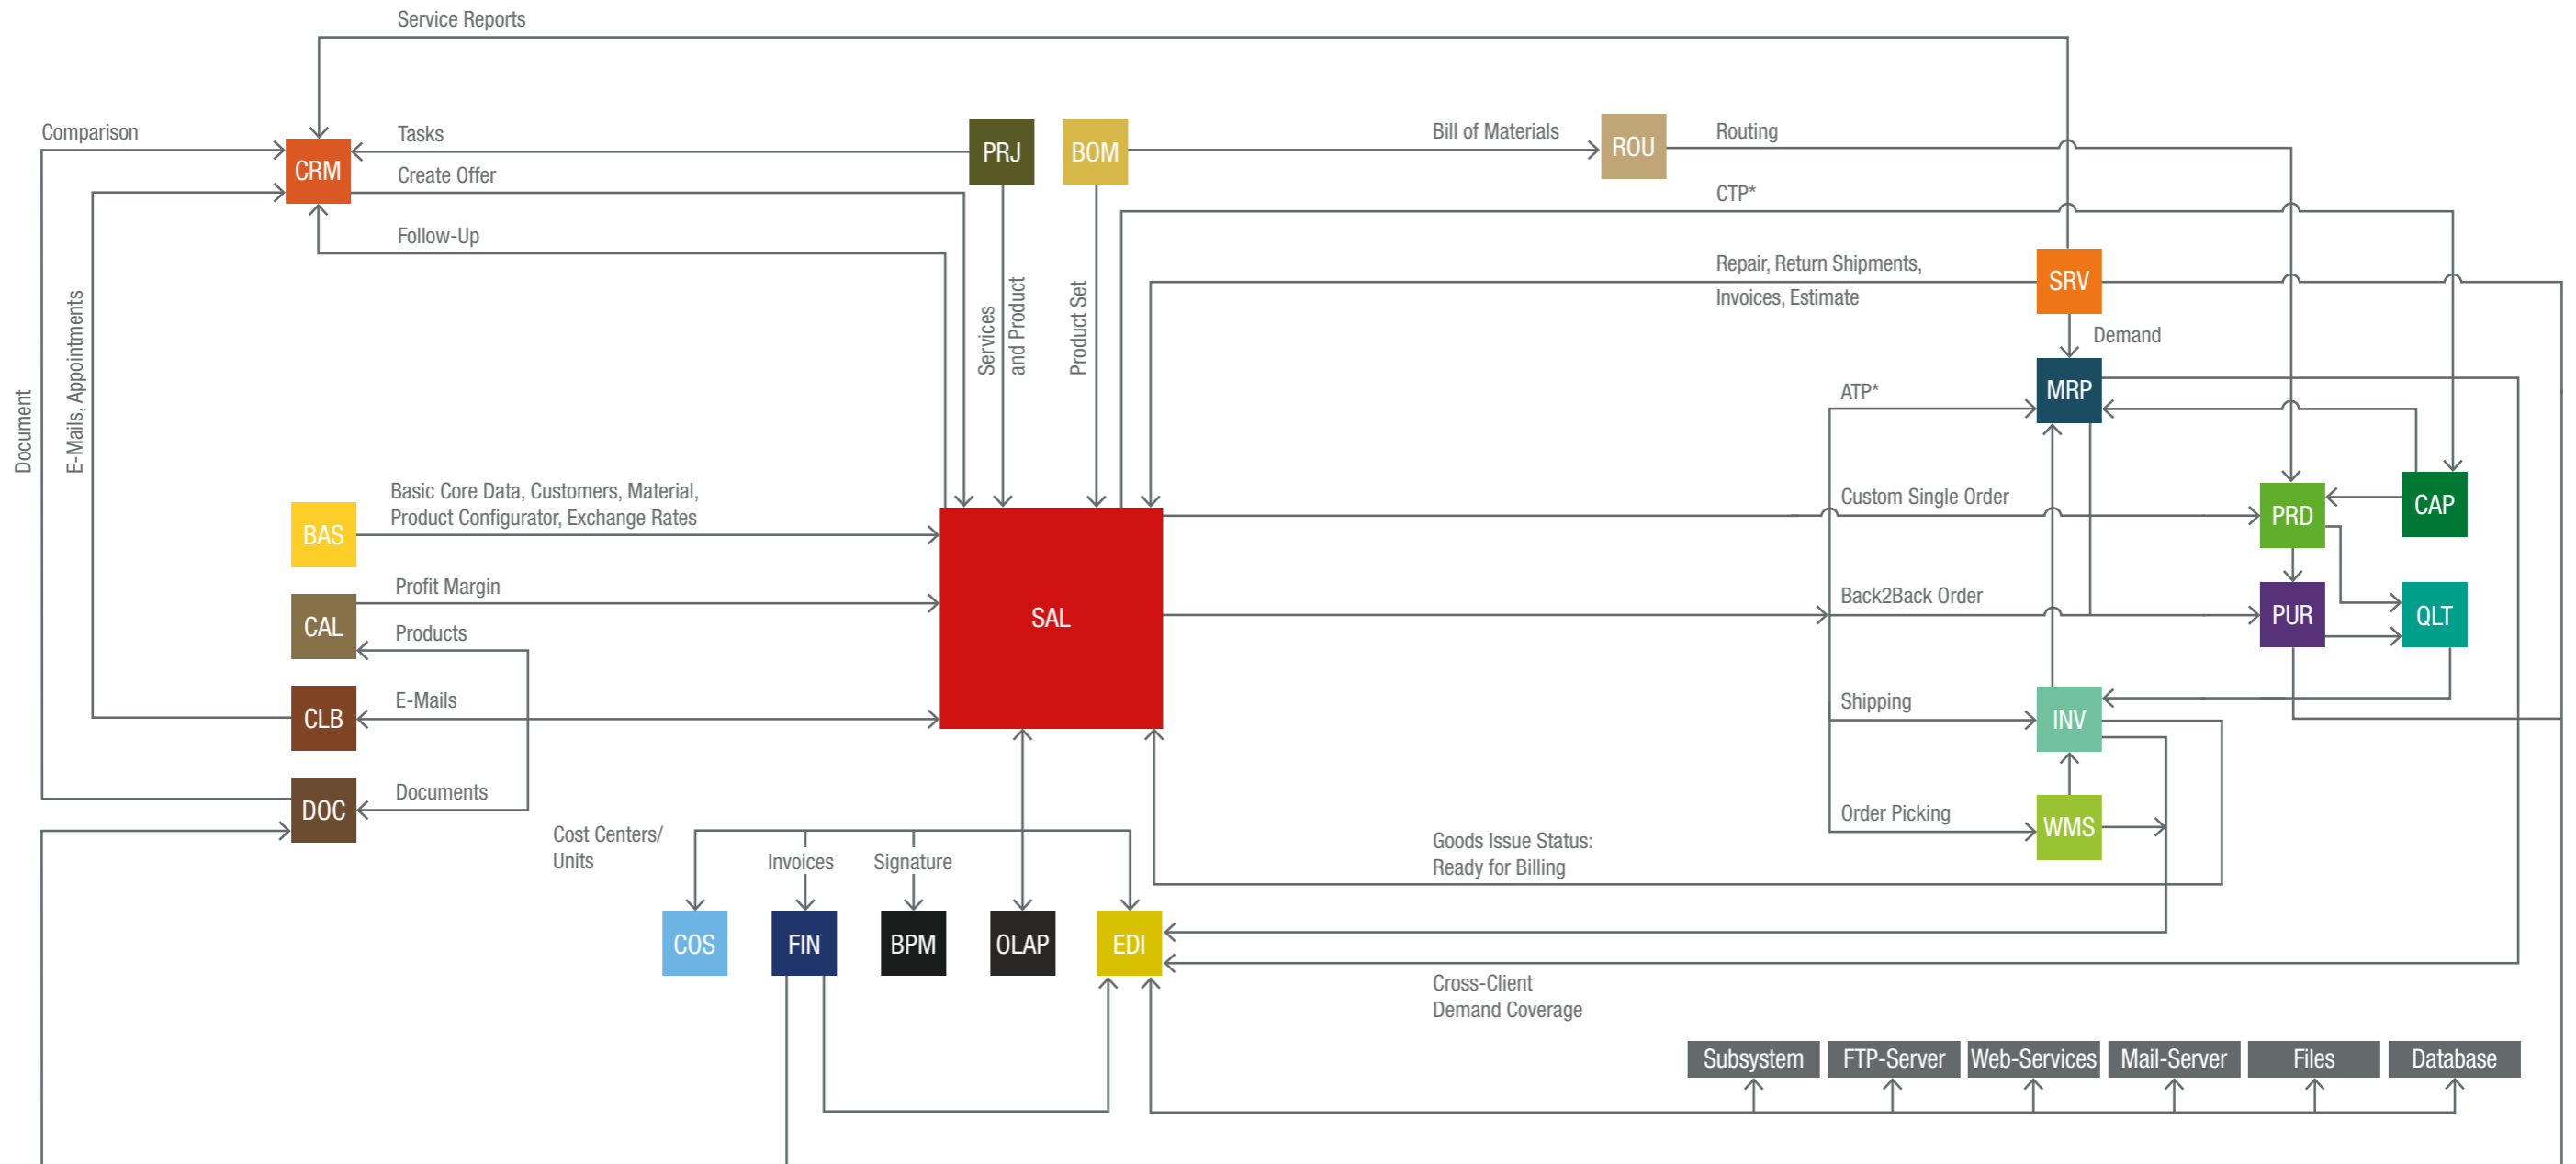 Service Reports
Comparison
Tasks
CRM
Create Offer
Follow-Up
PRJ
BOM
Bill of Materials
ROU
Routing
CTP*
Repair, Return Shipments,
Invoices, Estimate
SRV
Demand
Document
E-Mails, Appointments
Services
and Product
Product Set
ATP*
MRP
Basic Core Data, Customers, Material,
Product Configurator, Exchange Rates
BAS
Custom Single Order
PRD
CAP
Profit Margin
CAL
Products
SAL
Back2Back Order
PUR
QLT
E-Mails
CLB
Shipping
INV
Documents
DOC
Order Picking
WMS
Cost Centers/
Units
Invoices
Signature
Goods Issue Status:
Ready for Billing
COS
FIN
BPM
OLAP
EDI
Cross-Client
Demand Coverage
Subsystem
FTP-Server
Web-Services
Mail-Server
Files
Database